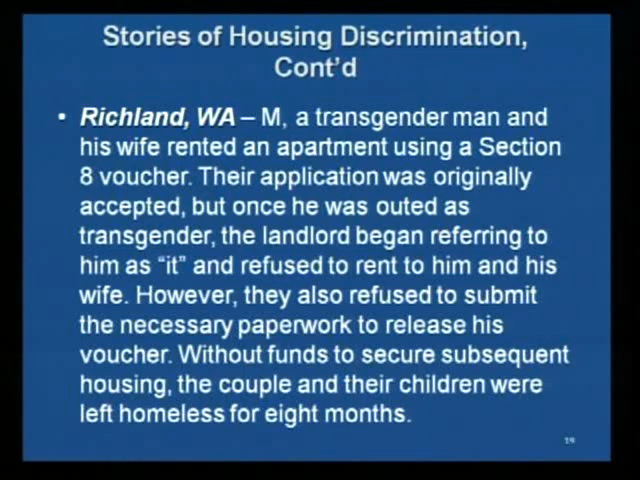 Stories of Housing Discrimination,
Cont'd
• Richland, WA – M, a transgender man and
his wife rented an apartment using a Section
8 voucher. Their application was originally
accepted, but once he was outed as
transgender, the landlord began referring to
him as "it" and refused to rent to him and his
wife. However, they also refused to submit
the necessary paperwork to release his
voucher. Without funds to secure subsequent
housing, the couple and their children were
left homeless for eight months.
19